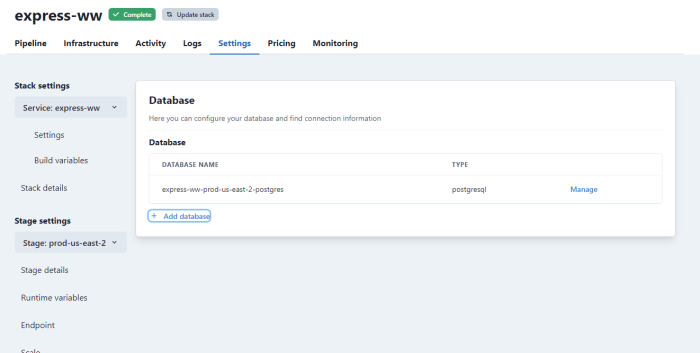 express-ww Complete Update stack
Pipeline Infrastructure Activity Logs Settings Pricing Monitoring
Stack settings
Service: express-ww
Settings
Build variables
Stack details
Stage settings
Stage: prod-us-east-2
Stage details
Runtime variables
Endpoint
Scale
Database
Here you can configure your database and find connection information
Database
DATABASE NAME TYPE
express-ww-prod-us-east-2-postgres postgresql Manage
+ Add database